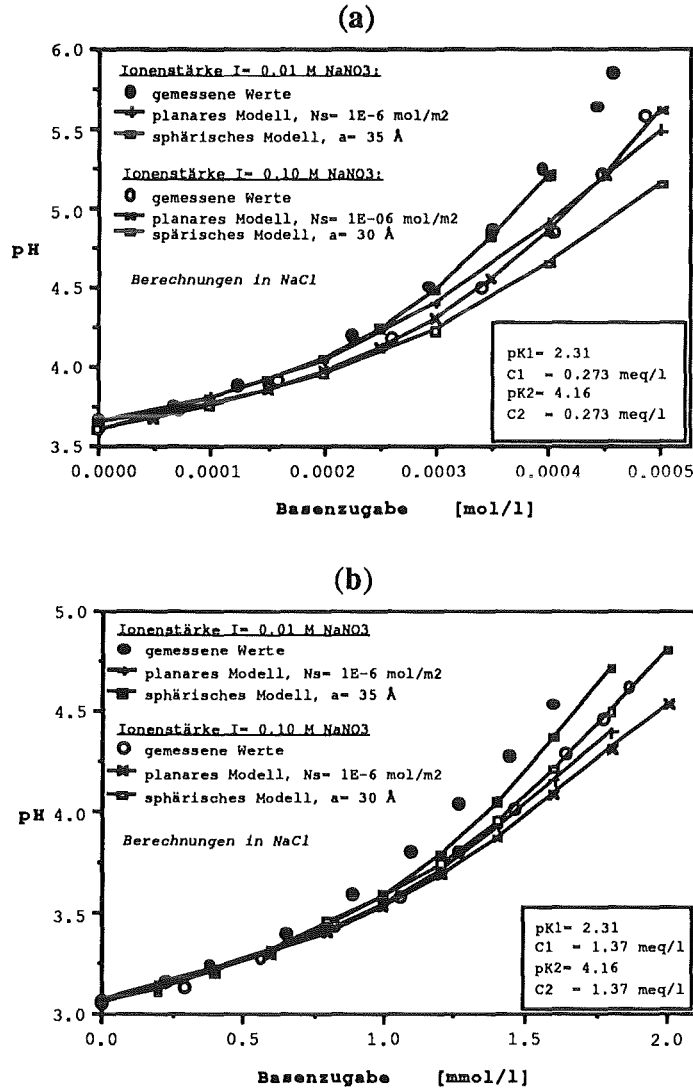 (a)
6.0
5.5
5.0
4.5
4.0
3.5
pH
Ionenstärke I= 0.01 M NaNO3:
gemessene Werte
planares Modell, Ns= 1E-6 mol/m2
sphärisches Modell, a= 35 Å
Ionenstärke I= 0.10 M NaNO3:
gemessene Werte
planares Modell, Ns= 1E-06 mol/m2
spärisches Modell, a= 30 Å
Berechnungen in NaCl
pK1= 2.31
C1 = 0.273 meq/l
pK2= 4.16
C2 = 0.273 meq/l
0.0000 0.0001 0.0002 0.0003 0.0004 0.0005
Basenzugabe [mol/l]
(b)
5.0
4.5
4.0
3.5
3.0
pH
Ionenstärke I= 0.01 M NaNO3
gemessene Werte
planares Modell, Ns= 1E-6 mol/m2
sphärisches Modell, a= 35 Å
Ionenstärke I= 0.10 M NaNO3
gemessene Werte
planares Modell, Ns= 1E-6 mol/m2
sphärisches Modell, a= 30 Å
Berechnungen in NaCl
pK1= 2.31
C1 = 1.37 meq/l
pK2= 4.16
C2 = 1.37 meq/l
0.0 0.5 1.0 1.5 2.0
Basenzugabe [mmol/l]